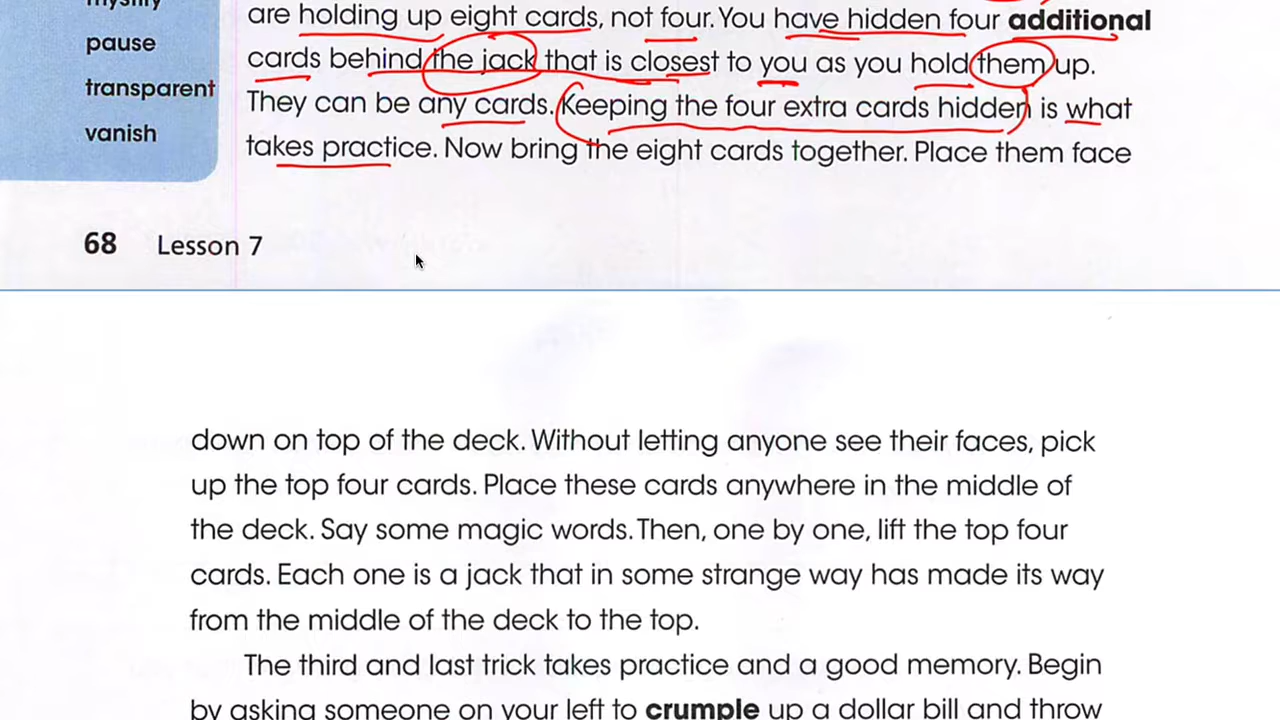 pause
transparent
vanish
are holding up eight cards, not four. You have hidden four additional
cards behind the jack that is closest to you as you hold them up.
They can be any cards. Keeping the four extra cards hidden is what
takes practice. Now bring the eight cards together. Place them face
68 Lesson 7
down on top of the deck. Without letting anyone see their faces, pick
up the top four cards. Place these cards anywhere in the middle of
the deck. Say some magic words. Then, one by one, lift the top four
cards. Each one is a jack that in some strange way has made its way
from the middle of the deck to the top.
The third and last trick takes practice and a good memory. Begin
by asking someone on your left to crumple up a dollar bill and throw